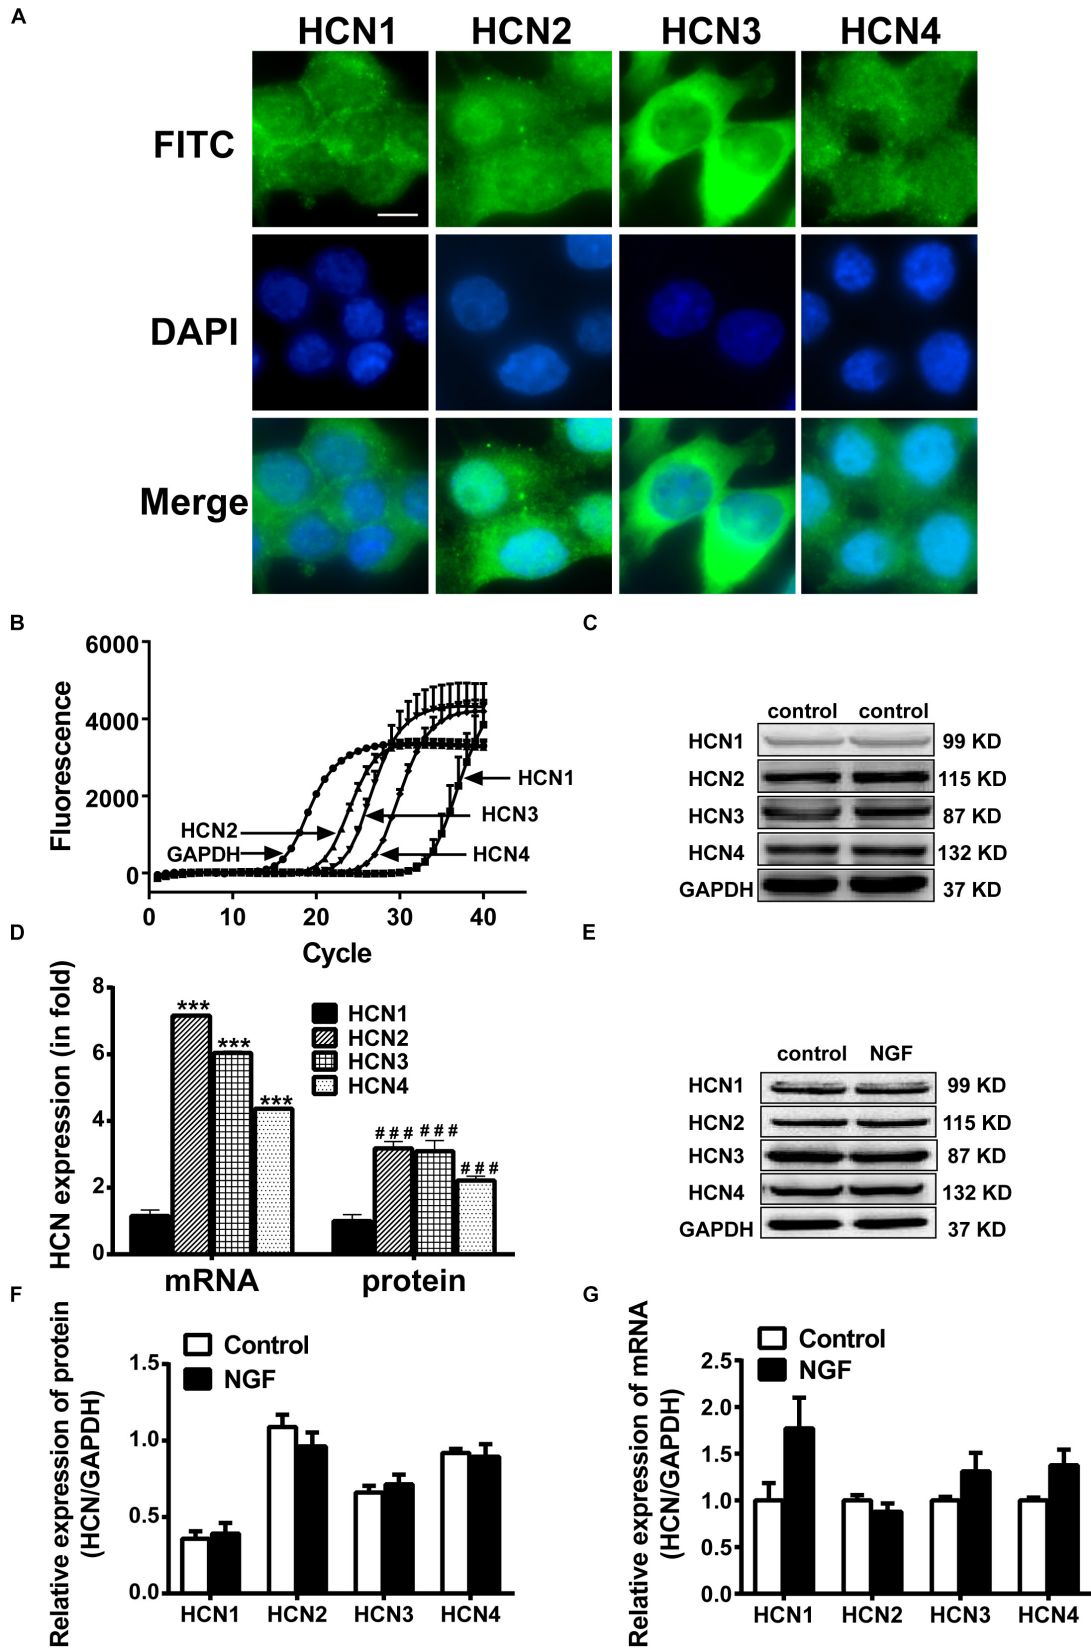 A
HCN1 HCN2 HCN3 HCN4
FITC
DAPI
Merge
B
Fluorescence
6000
4000
2000
0
HCN1
HCN3
HCN2
GAPDH
HCN4
0 10 20 30 40
Cycle
C
control control
HCN1 99 KD
HCN2 115 KD
HCN3 87 KD
HCN4 132 KD
GAPDH 37 KD
D
HCN expression (in fold)
8
6
4
2
0
*** *** ***
### ### ###
HCN1
HCN2
HCN3
HCN4
mRNA protein
E
control NGF
HCN1 99 KD
HCN2 115 KD
HCN3 87 KD
HCN4 132 KD
GAPDH 37 KD
F
Relative expression of protein
(HCN/GAPDH)
Control
NGF
1.5
1.0
0.5
0.0
HCN1 HCN2 HCN3 HCN4
G
Relative expression of mRNA
(HCN/GAPDH)
Control
NGF
2.5
2.0
1.5
1.0
0.5
0.0
HCN1 HCN2 HCN3 HCN4